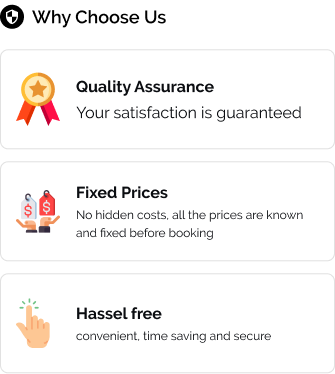 Why Choose Us
Quality Assurance
Your satisfaction is guaranteed
$ $
Fixed Prices
No hidden costs, all the prices are known
and fixed before booking
Hassel free
convenient, time saving and secure